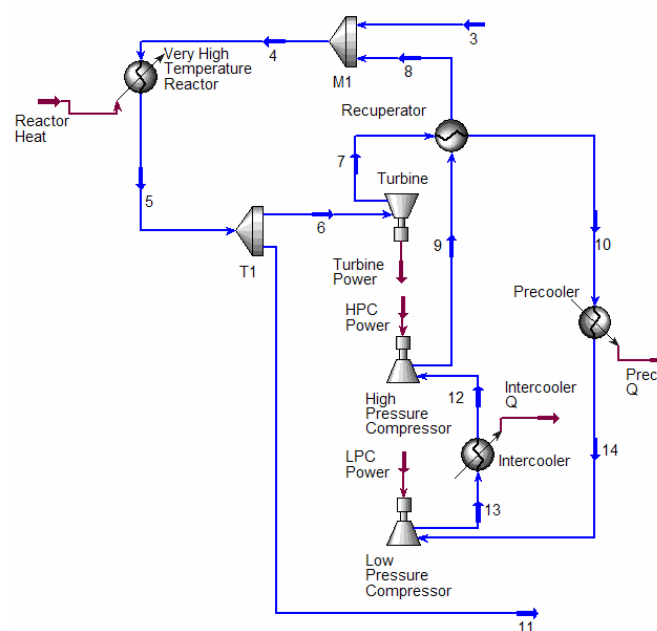 3
4
8
M1
Very High
Temperature
Reactor
Reactor
Heat
Recuperator
7
Turbine
5
6
9
10
T1
Turbine
Power
HPC
Power
Precooler
High
Pressure
Compressor
12
Intercooler
Q
Prec
Q
LPC
Power
Intercooler
14
13
Low
Pressure
Compressor
11